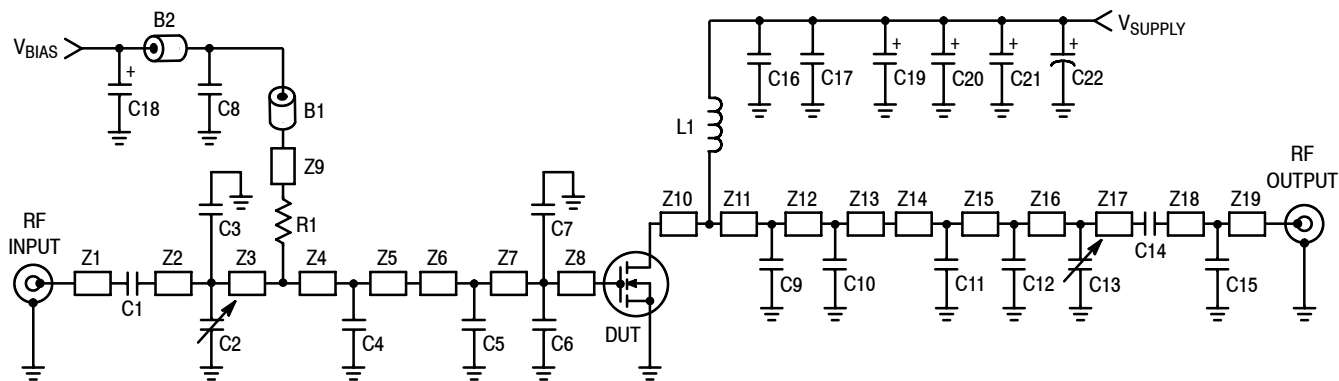 B2
V_BIAS
V_SUPPLY
+
C18
C8
B1
C16
C17
+
C19
+
C20
+
C21
+
C22
L1
Z9
R1
RF
INPUT
C3
C7
RF
OUTPUT
Z10
Z11
Z12
Z13
Z14
Z15
Z16
Z17
Z18
Z19
C14
Z1
Z2
Z3
Z4
Z5
Z6
Z7
Z8
C1
C9
C10
C11
C12
C13
C15
C2
C4
C5
C6
DUT